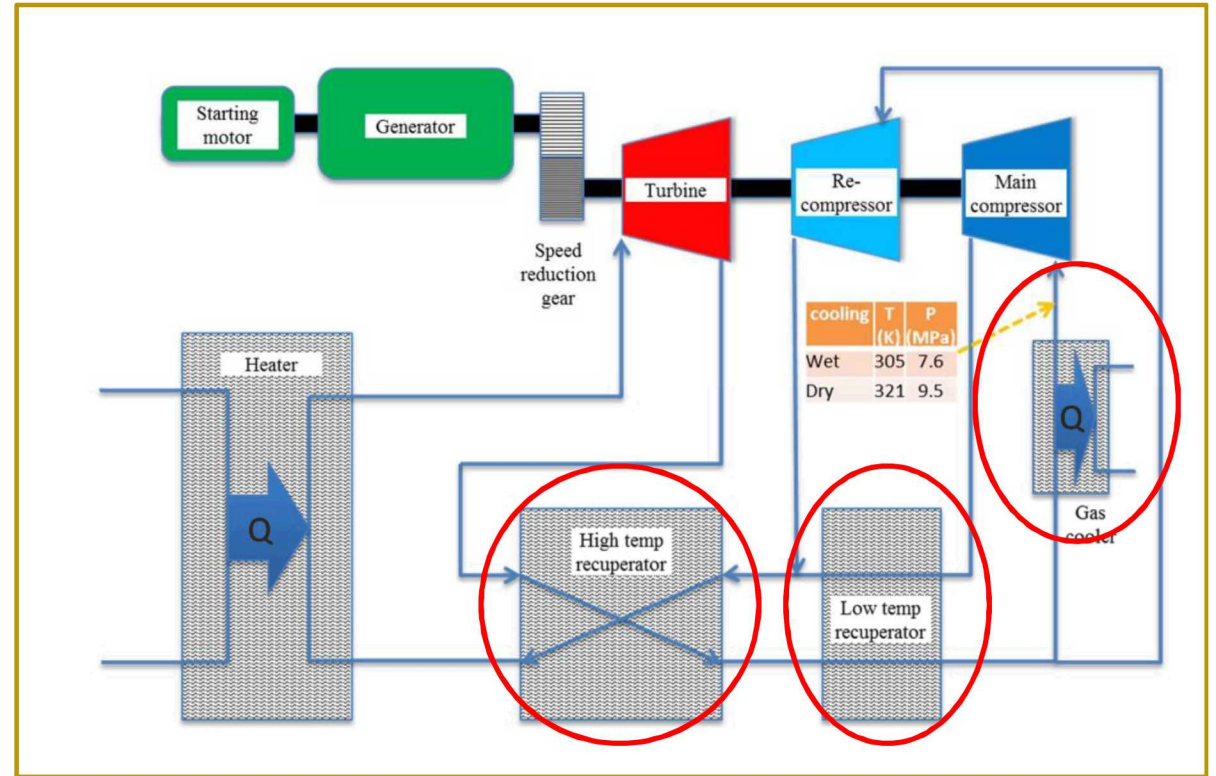 Starting
motor
Generator
Turbine
Re-
compressor
Main
compressor
Speed
reduction
gear
cooling T (K) P (MPa)
Wet 305 7.6
Dry 321 9.5
Heater
Q
Q
Gas
cooler
High temp
recuperator
Low temp
recuperator